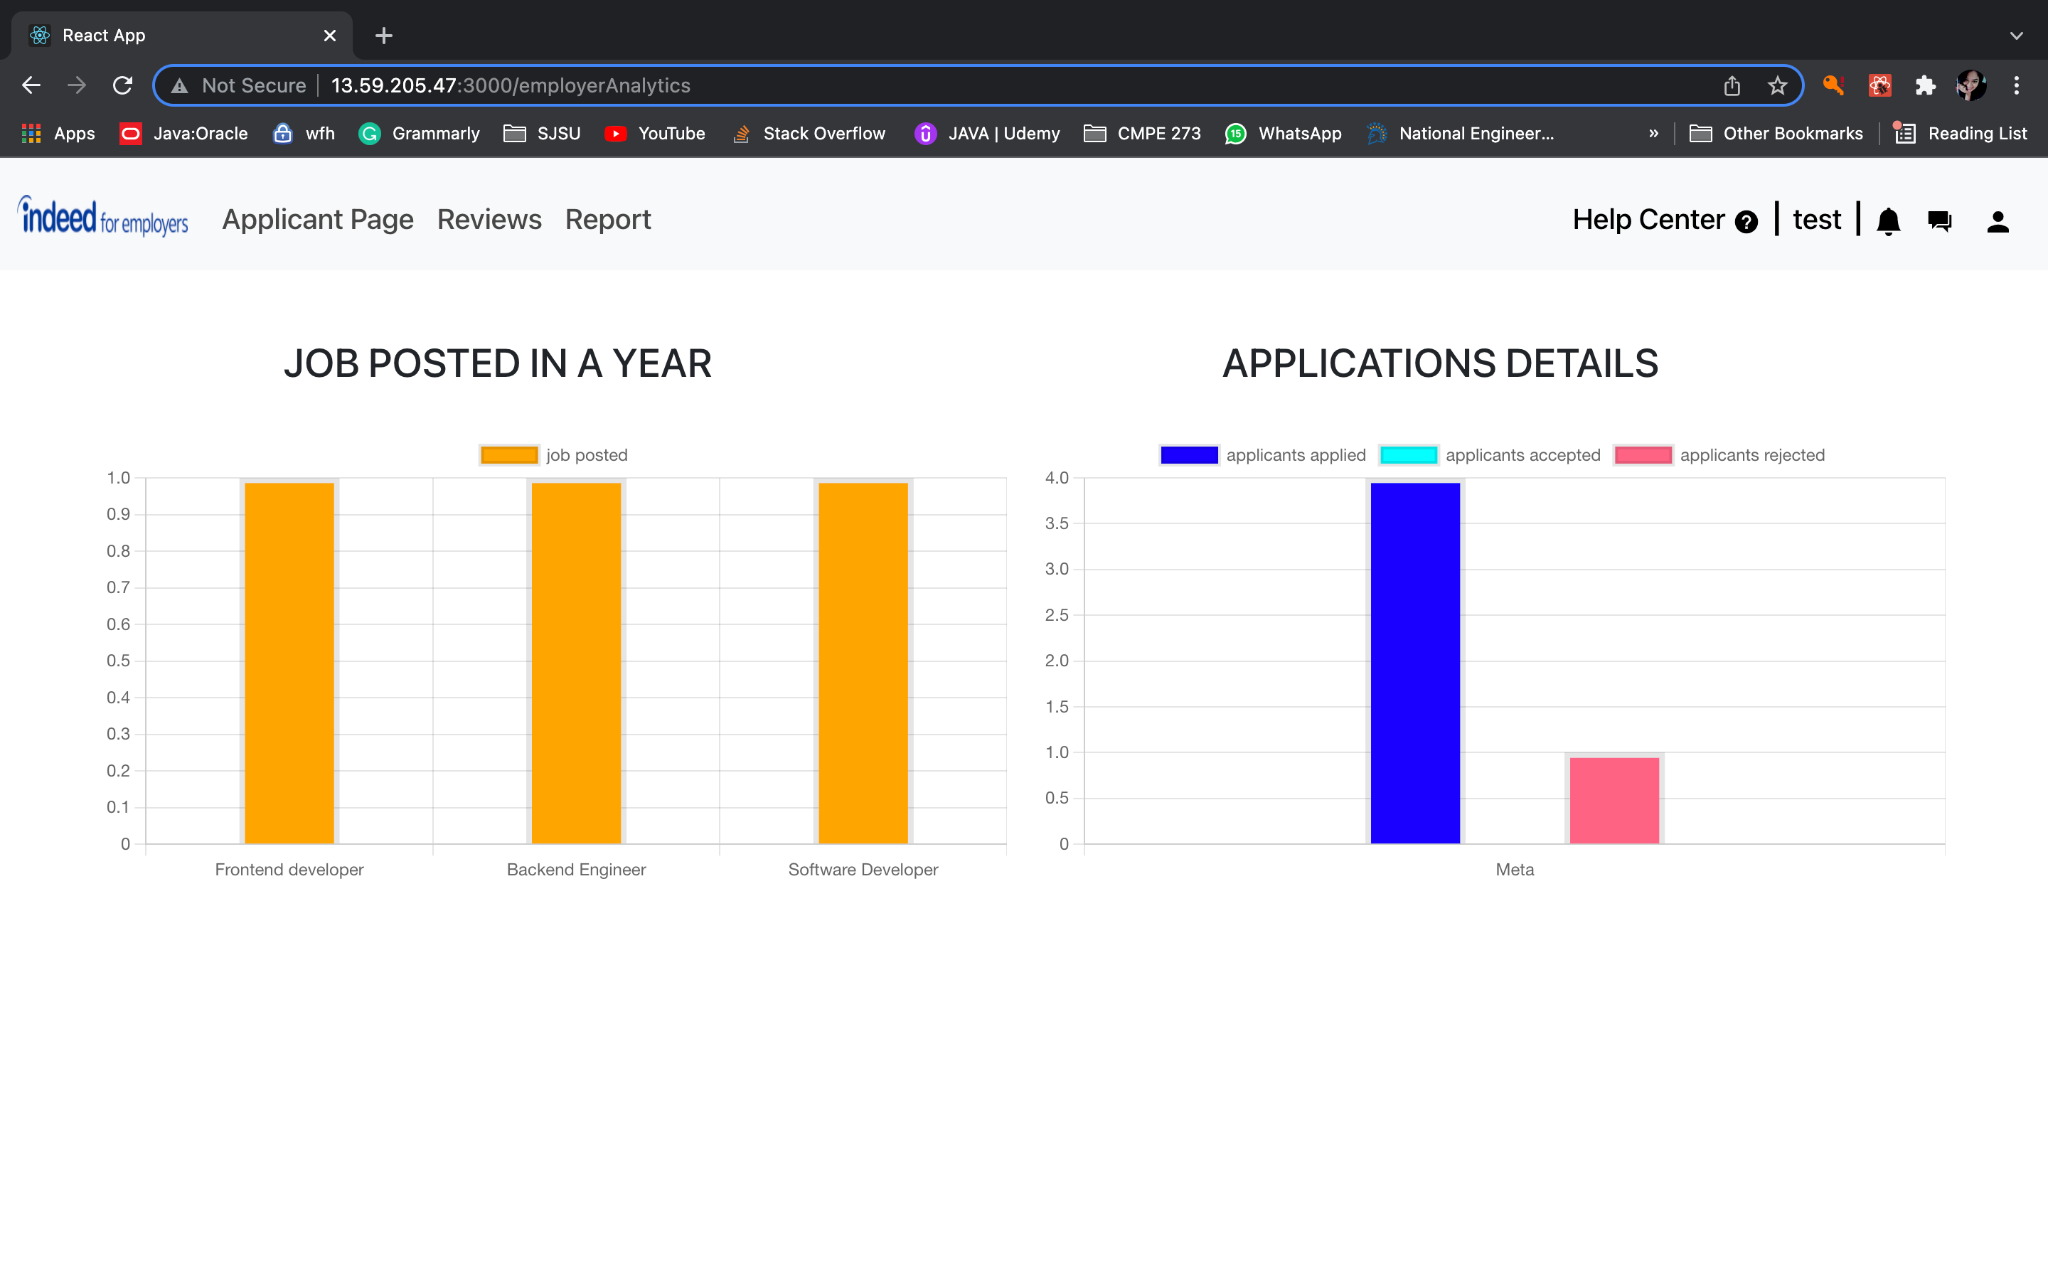 React App
Not Secure 13.59.205.47:3000/employerAnalytics
Apps Java:Oracle wfh Grammarly SJSU YouTube Stack Overflow JAVA | Udemy CMPE 273 15 WhatsApp National Engineer... » Other Bookmarks Reading List
indeed for employers Applicant Page Reviews Report Help Center ? | test |
JOB POSTED IN A YEAR
job posted
1.0
0.9
0.8
0.7
0.6
0.5
0.4
0.3
0.2
0.1
0
Frontend developer Backend Engineer Software Developer
APPLICATIONS DETAILS
applicants applied applicants accepted applicants rejected
4.0
3.5
3.0
2.5
2.0
1.5
1.0
0.5
0
Meta